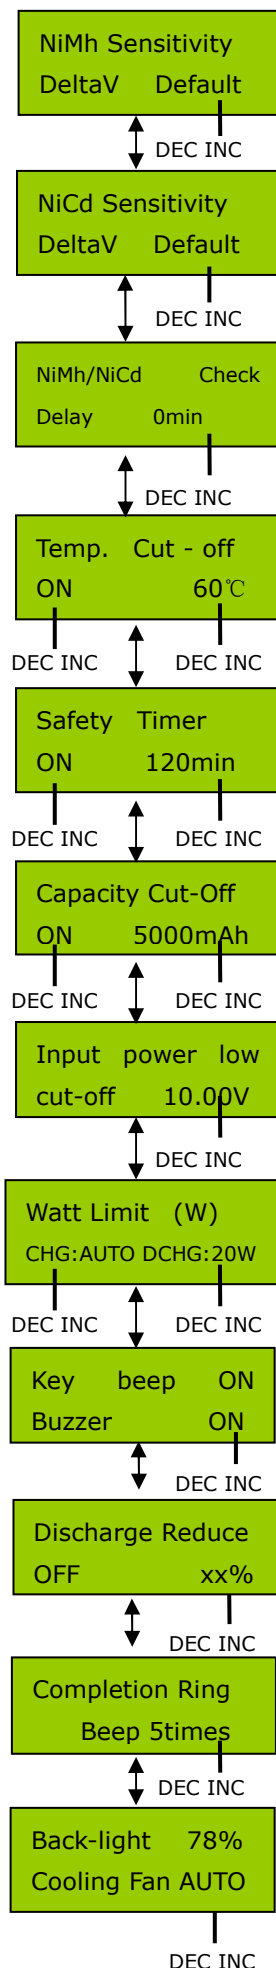 NiMh Sensitivity
DeltaV Default
DEC INC
NiCd Sensitivity
DeltaV Default
DEC INC
NiMh/NiCd Check
Delay 0min
DEC INC
Temp. Cut - off
ON 60℃
DEC INC DEC INC
Safety Timer
ON 120min
DEC INC DEC INC
Capacity Cut-Off
ON 5000mAh
DEC INC DEC INC
Input power low
cut-off 10.00V
DEC INC
Watt Limit (W)
CHG:AUTO DCHG:20W
DEC INC DEC INC
Key beep ON
Buzzer ON
DEC INC
Discharge Reduce
OFF xx%
DEC INC
Completion Ring
Beep 5times
DEC INC
Back-light 78%
Cooling Fan AUTO
DEC INC